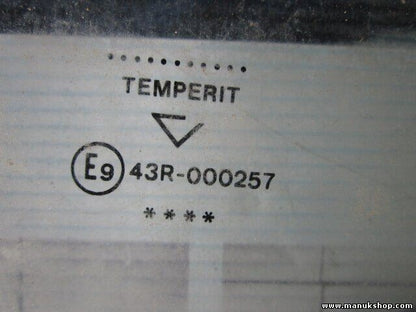 TEMPERIT
E9 43R-000257
****
www.manukshop.com